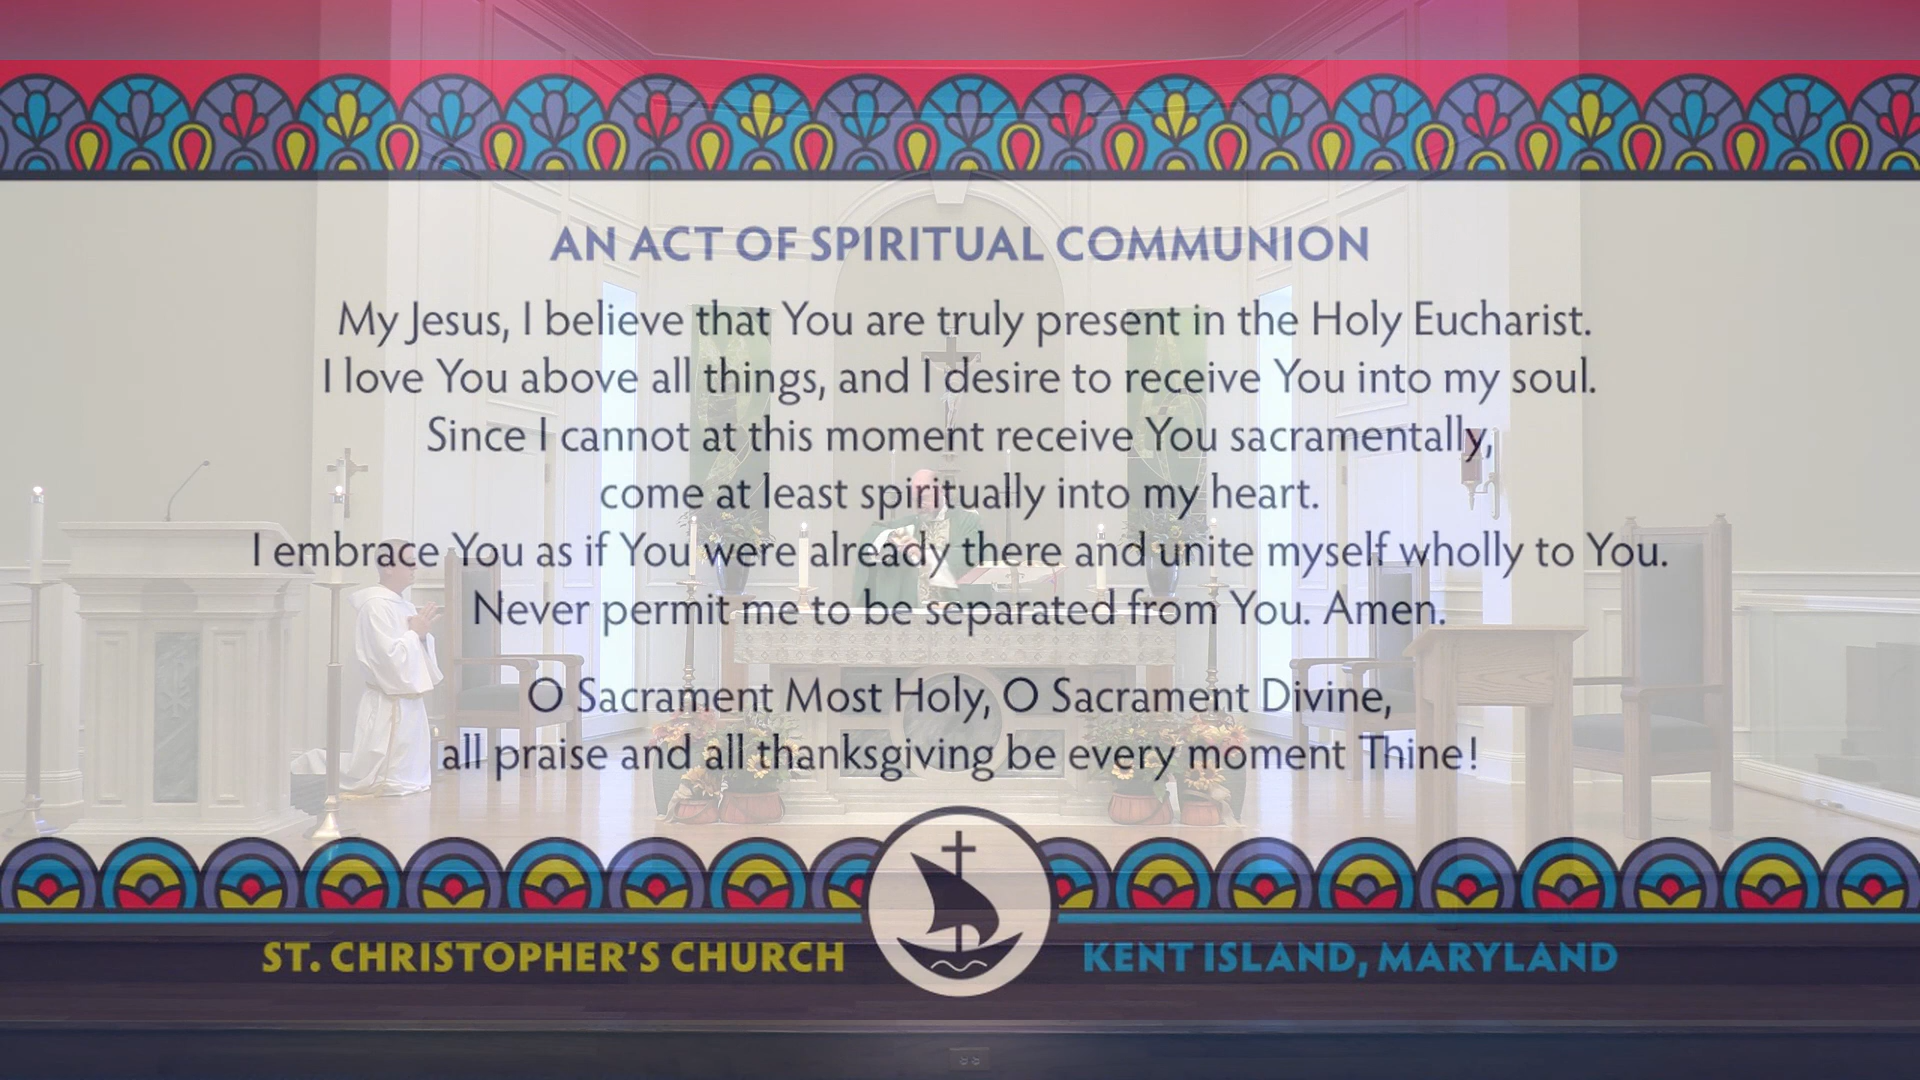 AN ACT OF SPIRITUAL COMMUNION
My Jesus, I believe that You are truly present in the Holy Eucharist.
I love You above all things, and I desire to receive You into my soul.
Since I cannot at this moment receive You sacramentally,
come at least spiritually into my heart.
I embrace You as if You were already there and unite myself wholly to You.
Never permit me to be separated from You. Amen.
O Sacrament Most Holy, O Sacrament Divine,
all praise and all thanksgiving be every moment Thine!
ST. CHRISTOPHER'S CHURCH
KENT ISLAND, MARYLAND